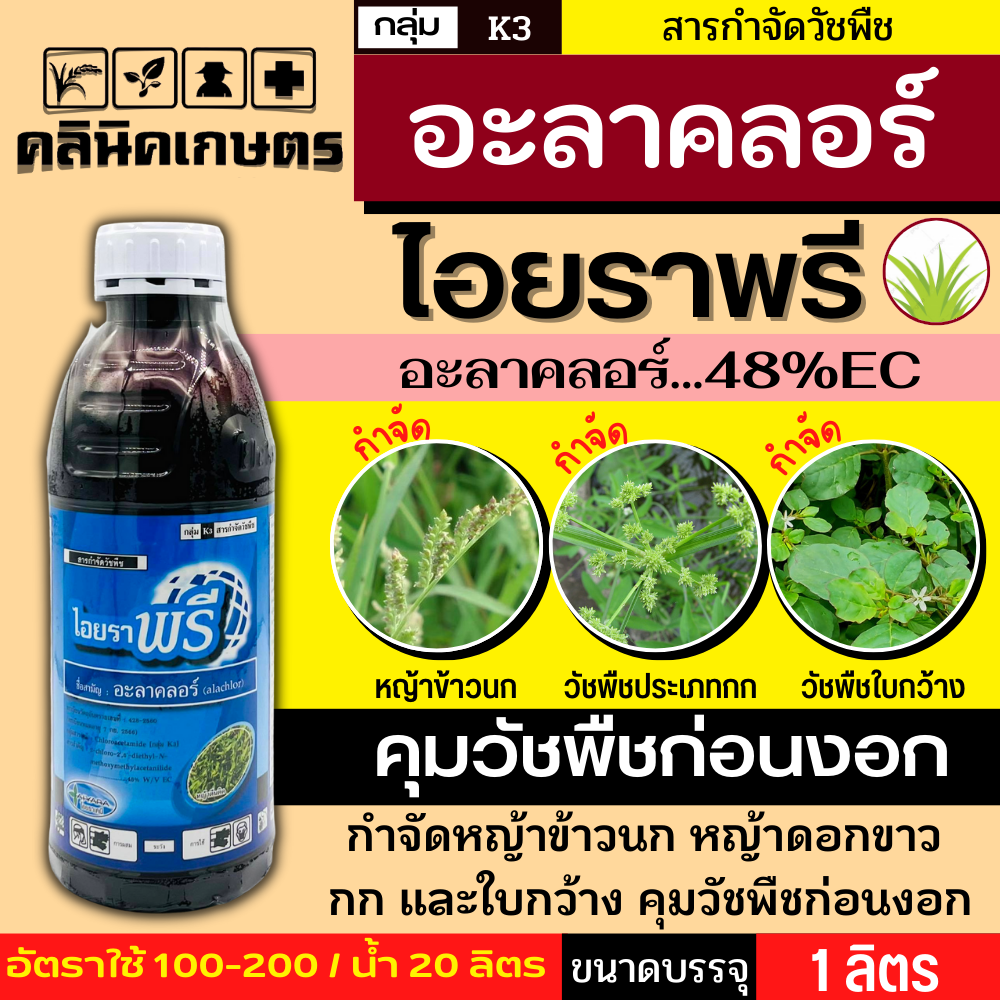 กลุ่ม K3 สารกำจัดวัชพืช
คลินิคเกษตร
อะลาคลอร์
ไอยราพรี
อะลาคลอร์...48%EC
กำจัด กำจัด กำจัด
หญ้าข้าวนก วัชพืชประเภทกก วัชพืชใบกว้าง
คุมวัชพืชก่อนงอก
กำจัดหญ้าข้าวนก หญ้าดอกขาว
กก และใบกว้าง คุมวัชพืชก่อนงอก
อัตราใช้ 100-200 / น้ำ 20 ลิตร ขนาดบรรจุ 1 ลิตร
กลุ่ม K3 สารกำจัดวัชพืช
สารกำจัดวัชพืช
ไอยราพรี
ชื่อสามัญ : อะลาคลอร์ (alachlor)
48% W/V EC